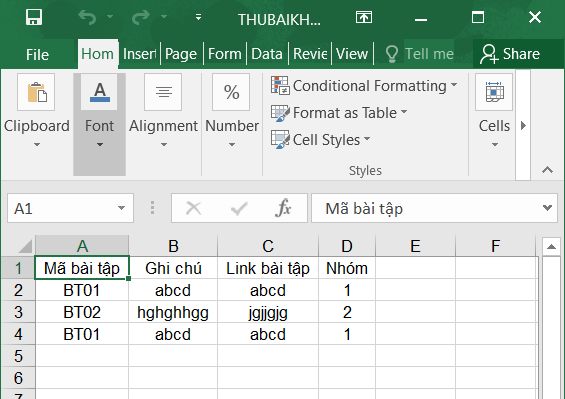 THUBAIKH...
File Hom Insert Page Form Data Revie View Tell me Share
Clipboard Font Alignment Number % Conditional Formatting Format as Table Cell Styles Styles Cells
A1 fx Mã bài tập
A B C D E F
1 Mã bài tập Ghi chú Link bài tập Nhóm
2 BT01 abcd abcd 1
3 BT02 hghghhgg jgjjgjg 2
4 BT01 abcd abcd 1
5
6
7